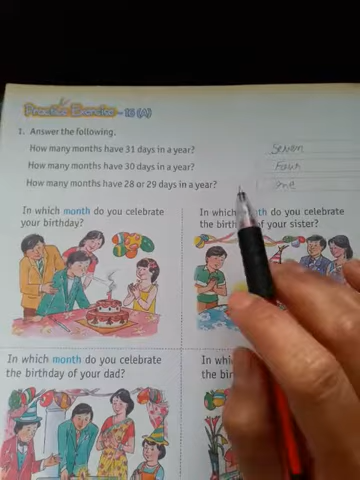 Practice Exercise - 16 (A)
1. Answer the following.
How many months have 31 days in a year? Seven
How many months have 30 days in a year? Four
How many months have 28 or 29 days in a year? one
In which month do you celebrate
your birthday?
In which month do you celebrate
the birthday of your sister?
In which month do you celebrate
the birthday of your dad?
In
the bir